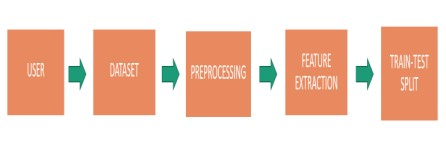 USER
DATASET
PREPROCESSING
FEATURE
EXTRACTION
TRAIN-TEST
SPLIT